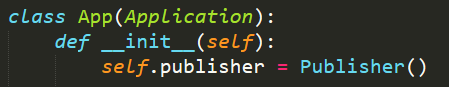 class App(Application):
    def __init__(self):
        self.publisher = Publisher()